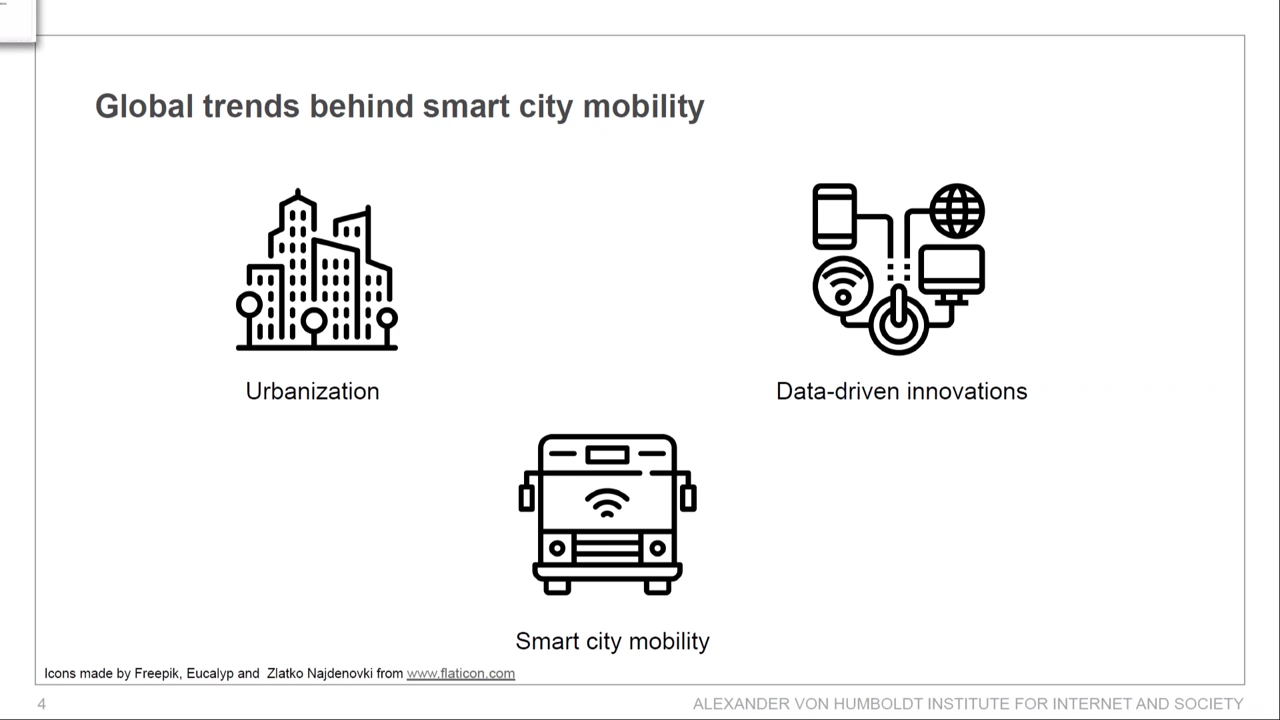 Global trends behind smart city mobility
Urbanization
Data-driven innovations
Smart city mobility
Icons made by Freepik, Eucalyp and Zlatko Najdenovki from www.flaticon.com
4
ALEXANDER VON HUMBOLDT INSTITUTE FOR INTERNET AND SOCIETY